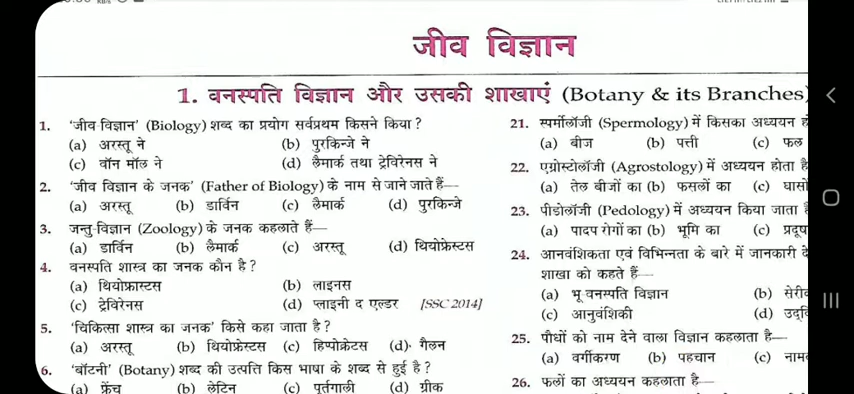 जीव विज्ञान
1. वनस्पति विज्ञान और उसकी शाखाएं (Botany & its Branches)
1. 'जीव विज्ञान' (Biology) शब्द का प्रयोग सर्वप्रथम किसने किया?
(a) अरस्तू ने (b) पुरकिन्जे ने
(c) वॉन मॉल ने (d) लैमार्क तथा ट्रेविरेनस ने
2. 'जीव विज्ञान के जनक' (Father of Biology) के नाम से जाने जाते हैं—
(a) अरस्तू (b) डार्विन (c) लैमार्क (d) पुरकिन्जे
3. जन्तु-विज्ञान (Zoology) के जनक कहलाते हैं—
(a) डार्विन (b) लैमार्क (c) अरस्तू (d) थियोफ्रेस्टस
4. वनस्पति शास्त्र का जनक कौन है?
(a) थियोफ्रास्टस (b) लाइनस
(c) ट्रेविरेनस (d) प्लाइनी द एल्डर [SSC 2014]
5. 'चिकित्सा शास्त्र का जनक' किसे कहा जाता है?
(a) अरस्तू (b) थियोफ्रेस्टस (c) हिप्पोक्रेटस (d) गैलन
6. 'बॉटनी' (Botany) शब्द की उत्पत्ति किस भाषा के शब्द से हुई है?
(a) फ्रेंच (b) लेटिन (c) पुर्तगाली (d) ग्रीक
21. स्पर्मोलॉजी (Spermology) में किसका अध्ययन
(a) बीज (b) पत्ती (c) फल
22. एग्रोस्टोलॉजी (Agrostology) में अध्ययन होता है
(a) तेल बीजों का (b) फसलों का (c) घासों
23. पीडोलॉजी (Pedology) में अध्ययन किया जाता
(a) पादप रोगों का (b) भूमि का (c) प्रदूष
24. आनवंशिकता एवं विभिन्नता के बारे में जानकारी दे
शाखा को कहते हैं—
(a) भू वनस्पति विज्ञान (b) सेरी
(c) आनुवंशिकी (d) उद्
25. पौधों को नाम देने वाला विज्ञान कहलाता है—
(a) वर्गीकरण (b) पहचान (c) नाम
26. फलों का अध्ययन कहलाता है—